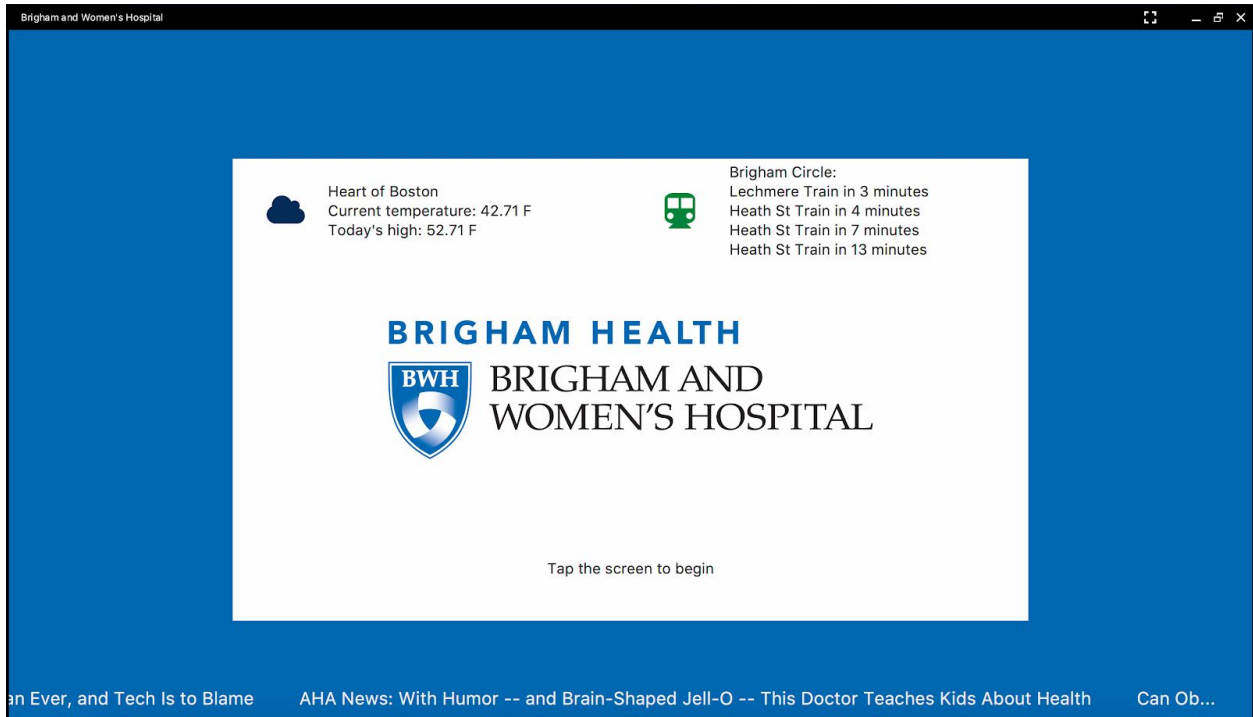 Brigham and Women's Hospital
Heart of Boston
Current temperature: 42.71 F
Today's high: 52.71 F
Brigham Circle:
Lechmere Train in 3 minutes
Heath St Train in 4 minutes
Heath St Train in 7 minutes
Heath St Train in 13 minutes
BRIGHAM HEALTH
BWH
BRIGHAM AND
WOMEN'S HOSPITAL
Tap the screen to begin
an Ever, and Tech Is to Blame AHA News: With Humor -- and Brain-Shaped Jell-O -- This Doctor Teaches Kids About Health Can Ob...